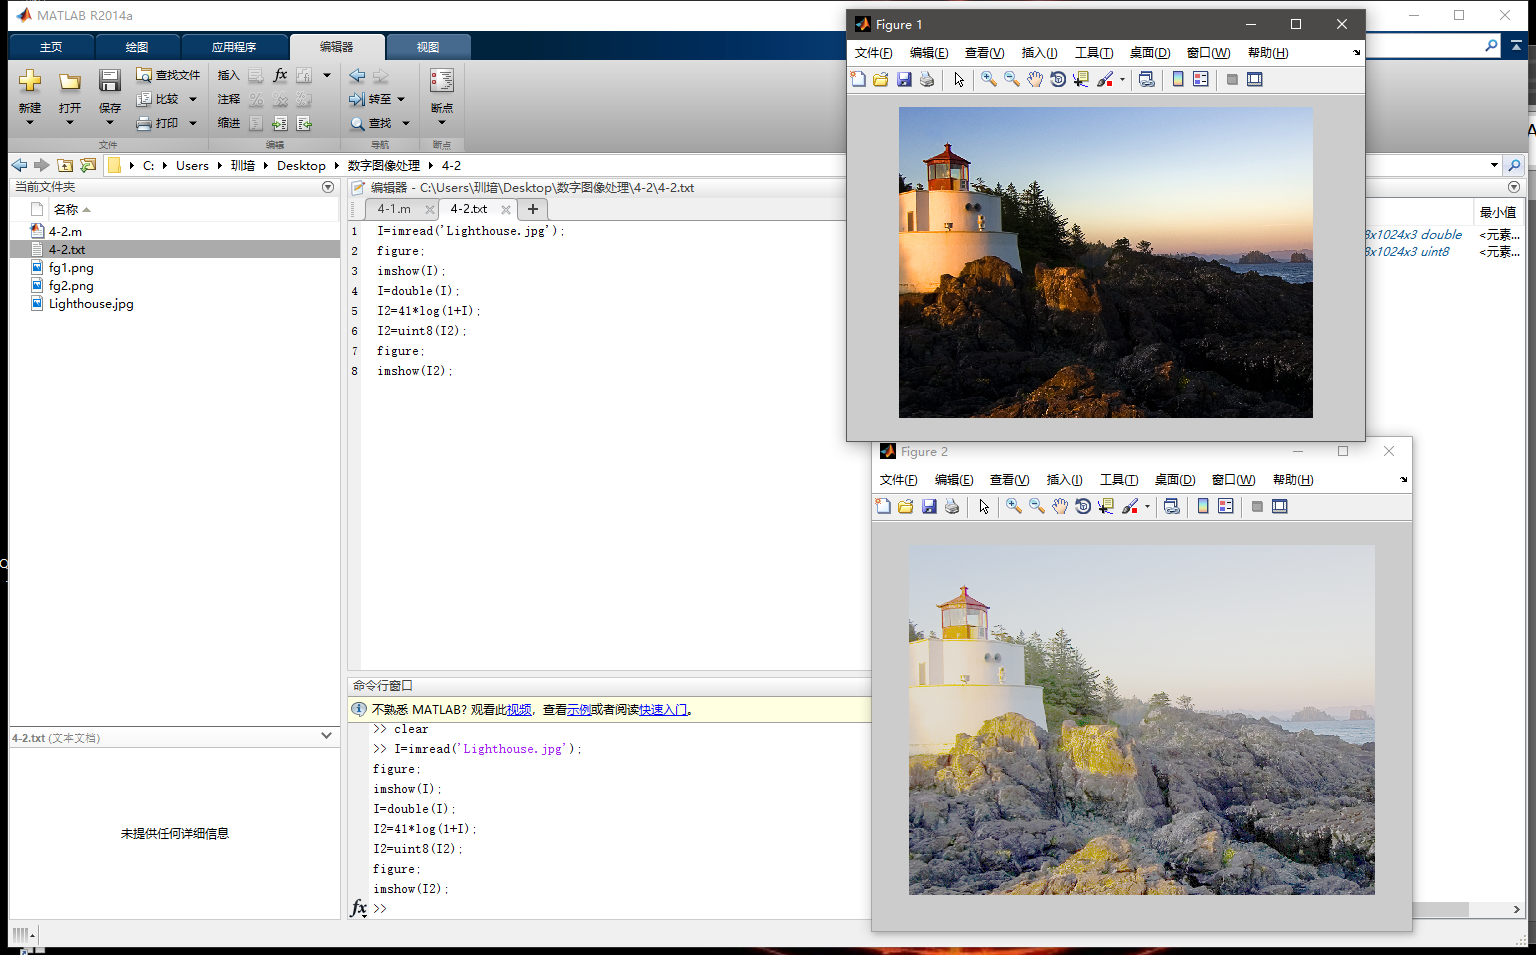 MATLAB R2014a
主页
绘图
应用程序
编辑器
视图
新建
打开
保存
查找文件
比较
打印
文件
插入
fx
注释
缩进
编辑
转至
查找
导航
断点
断点
C:
Users
玥培
Desktop
数字图像处理
4-2
当前文件夹
名称
4-2.m
4-2.txt
fg1.png
fg2.png
Lighthouse.jpg
4-2.txt (文本文档)
未提供任何详细信息
编辑器 - C:\Users\玥培\Desktop\数字图像处理\4-2\4-2.txt
4-1.m
4-2.txt
1 I=imread('Lighthouse.jpg');
2 figure;
3 imshow(I);
4 I=double(I);
5 I2=41*log(1+I);
6 I2=uint8(I2);
7 figure;
8 imshow(I2);
命令行窗口
不熟悉 MATLAB? 观看此视频，查看示例或者阅读快速入门。
>> clear
>> I=imread('Lighthouse.jpg');
figure;
imshow(I);
I=double(I);
I2=41*log(1+I);
I2=uint8(I2);
figure;
imshow(I2);
fx >>
Figure 1
文件(F) 编辑(E) 查看(V) 插入(I) 工具(T) 桌面(D) 窗口(W) 帮助(H)
Figure 2
文件(F) 编辑(E) 查看(V) 插入(I) 工具(T) 桌面(D) 窗口(W) 帮助(H)
最小值
8x1024x3 double <元素...
8x1024x3 uint8 <元素...